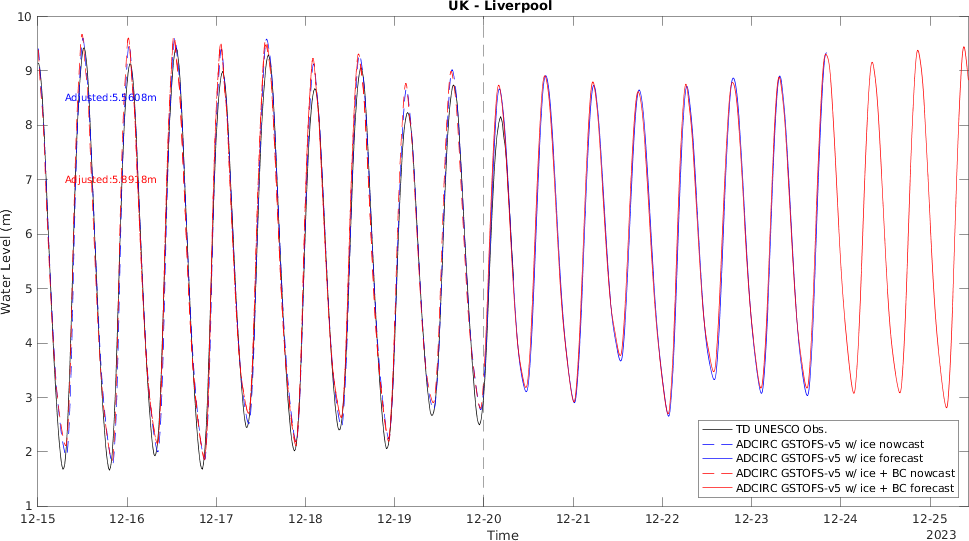 UK - Liverpool
10
9
8
7
6
5
4
3
2
1
Water Level (m)
Adjusted:5.5608m
Adjusted:5.8918m
TD UNESCO Obs.
ADCIRC GSTOFS-v5 w/ ice nowcast
ADCIRC GSTOFS-v5 w/ ice forecast
ADCIRC GSTOFS-v5 w/ ice + BC nowcast
ADCIRC GSTOFS-v5 w/ ice + BC forecast
12-15 12-16 12-17 12-18 12-19 12-20 12-21 12-22 12-23 12-24 12-25
Time
2023